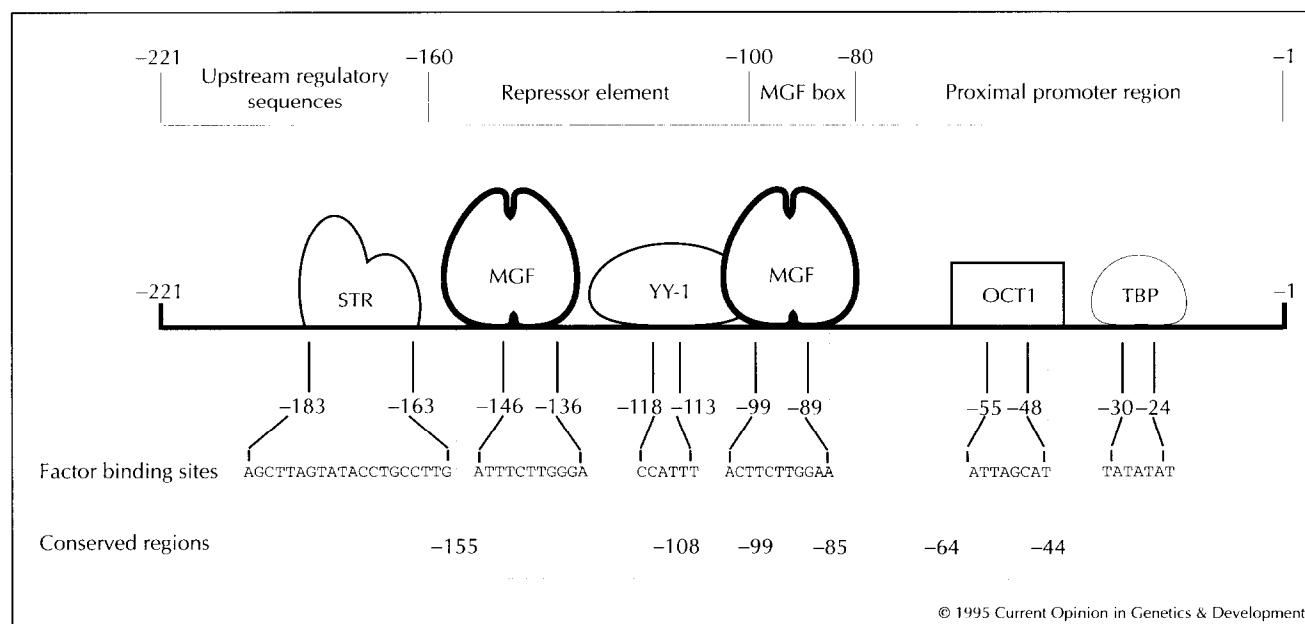 −221 −160 −100 −80 −1
Upstream regulatory sequences
Repressor element
MGF box
Proximal promoter region
−221 −1
STR MGF YY-1 MGF OCT1 TBP
−183 −163 −146 −136 −118 −113 −99 −89 −55 −48 −30 −24
Factor binding sites AGCTTAGTATACCTGCCTTG ATTTCTTGGGA CCATTT ACTTCTTGGAA ATTAGCAT TATATAT
Conserved regions −155 −108 −99 −85 −64 −44
© 1995 Current Opinion in Genetics & Development